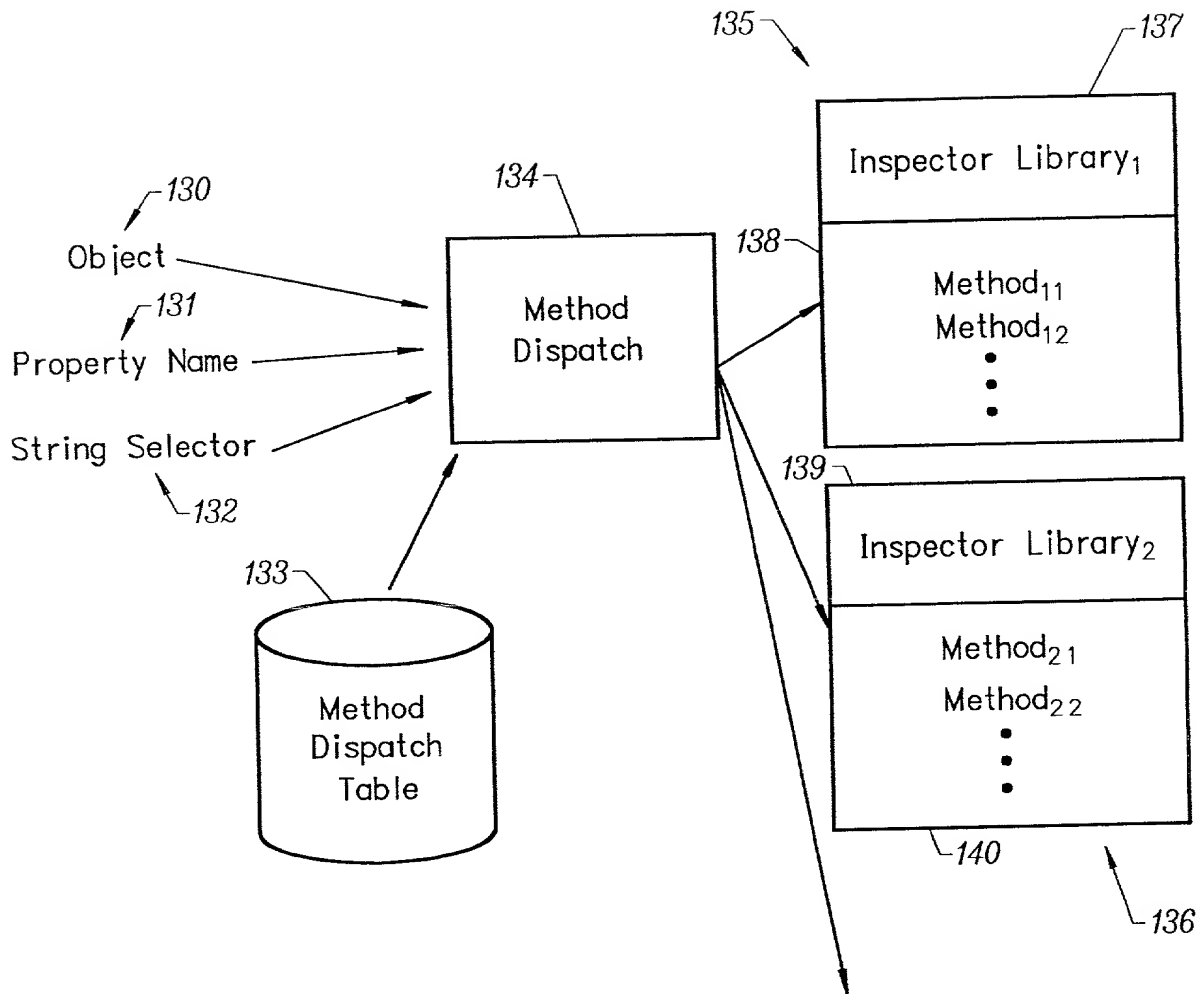 135
137
Inspector Library₁
138
Method₁₁
Method₁₂
130
Object
131
Property Name
String Selector
132
134
Method
Dispatch
133
Method
Dispatch
Table
139
Inspector Library₂
Method₂₁
Method₂₂
140
136